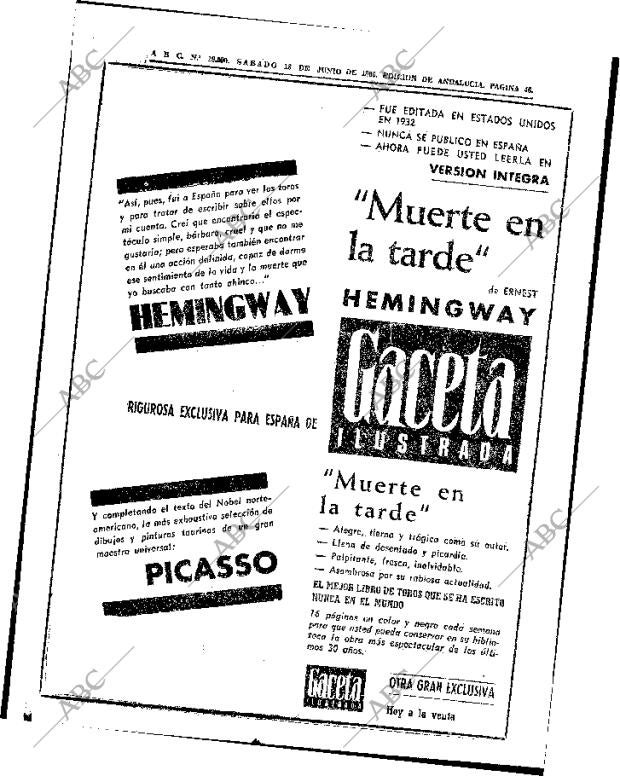 A B C. N.º SABADO 18 DE JUNIO DE EDICION DE ANDALUCIA. PAGINA
— FUE EDITADA EN ESTADOS UNIDOS
EN 1932
— NUNCA SE PUBLICO EN ESPAÑA
— AHORA PUEDE USTED LEERLA EN
VERSION INTEGRA
"Muerte en
la tarde"
de ERNEST
HEMINGWAY
Gaceta
ILUSTRADA
"Muerte en
la tarde"
— Alegre, tierna y trágica como su autor.
— Llena de desenfado y picardía.
— Palpitante, fresca, inolvidable.
— Asombrosa por su rabiosa actualidad.
EL MEJOR LIBRO DE TOROS QUE SE HA ESCRITO
NUNCA EN EL MUNDO
16 páginas en color y negro cada semana
para que usted pueda conservar en su biblio-
teca la obra más espectacular de los últi-
mos 30 años.
Gaceta
ILUSTRADA
OTRA GRAN EXCLUSIVA
Hoy a la venta
"Así, pues, fui a España para ver los toros
y para tratar de escribir sobre ellos por
mi cuenta. Creí que encontraría el espec-
táculo simple, bárbaro, cruel y que no me
gustaría; pero esperaba también encontrar
en él una acción definida, capaz de darme
ese sentimiento de la vida y la muerte que
yo buscaba con tanto ahínco..."
HEMINGWAY
RIGUROSA EXCLUSIVA PARA ESPAÑA DE
Y completando el texto del Nobel norte-
americano, la más exhaustiva selección de
dibujos y pinturas taurinas de un gran
maestro universal:
PICASSO